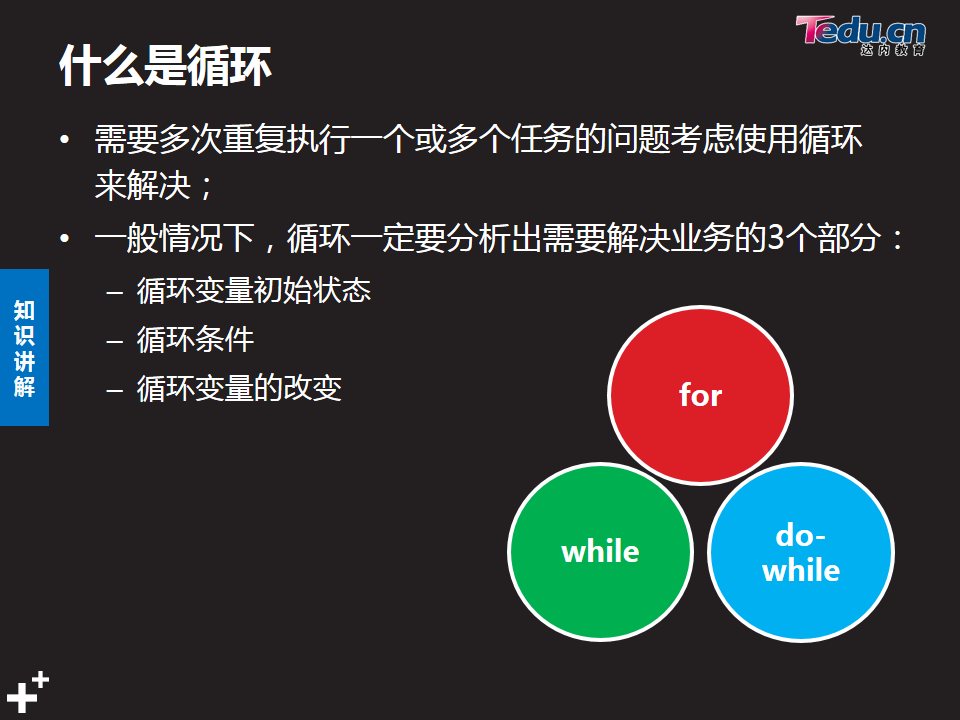 Tedu.cn
达内教育
什么是循环
• 需要多次重复执行一个或多个任务的问题考虑使用循环
来解决；
• 一般情况下，循环一定要分析出需要解决业务的3个部分：
– 循环变量初始状态
– 循环条件
– 循环变量的改变
知
识
讲
解
for
while
do-
while